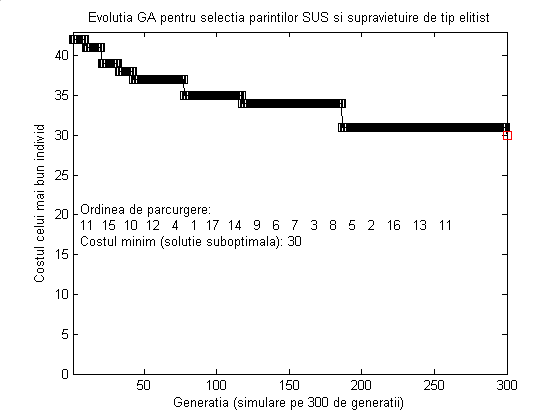 Evolutia GA pentru selectia parintilor SUS si supravietuire de tip elitist
Costul celui mai bun individ
40
35
30
25
20
15
10
5
0
Ordinea de parcurgere:
11 15 10 12 4 1 17 14 9 6 7 3 8 5 2 16 13 11
Costul minim (solutie suboptimala): 30
50 100 150 200 250 300
Generatia (simulare pe 300 de generatii)